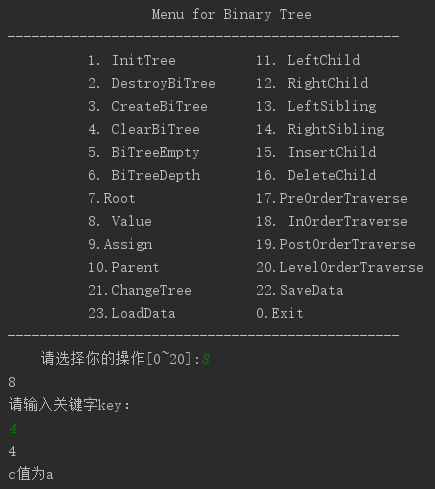 Menu for Binary Tree
-------------------------------------------------
1. InitTree 11. LeftChild
2. DestroyBiTree 12. RightChild
3. CreateBiTree 13. LeftSibling
4. ClearBiTree 14. RightSibling
5. BiTreeEmpty 15. InsertChild
6. BiTreeDepth 16. DeleteChild
7.Root 17.PreOrderTraverse
8. Value 18. InOrderTraverse
9.Assign 19.PostOrderTraverse
10.Parent 20.LevelOrderTraverse
21.ChangeTree 22.SaveData
23.LoadData 0.Exit
-------------------------------------------------
请选择你的操作[0~20]:8
8
请输入关键字key:
4
4
c值为a